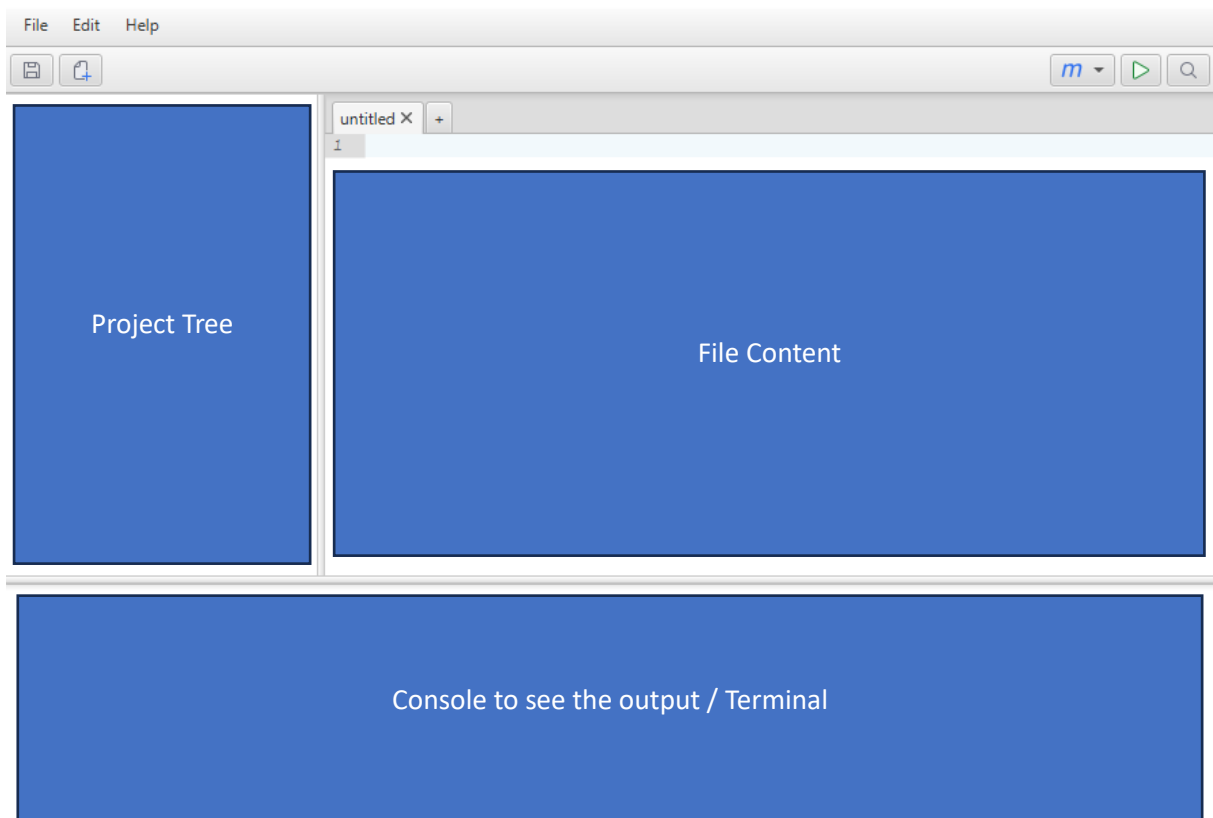 File Edit Help
m
untitled ✕ +
1
Project Tree
File Content
Console to see the output / Terminal